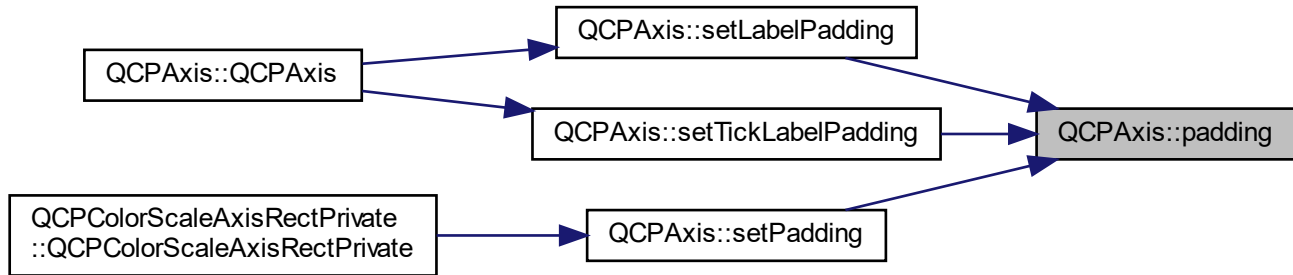 QCPAxis::setLabelPadding
QCPAxis::QCPAxis
QCPAxis::setTickLabelPadding
QCPAxis::padding
QCPColorScaleAxisRectPrivate
::QCPColorScaleAxisRectPrivate
QCPAxis::setPadding